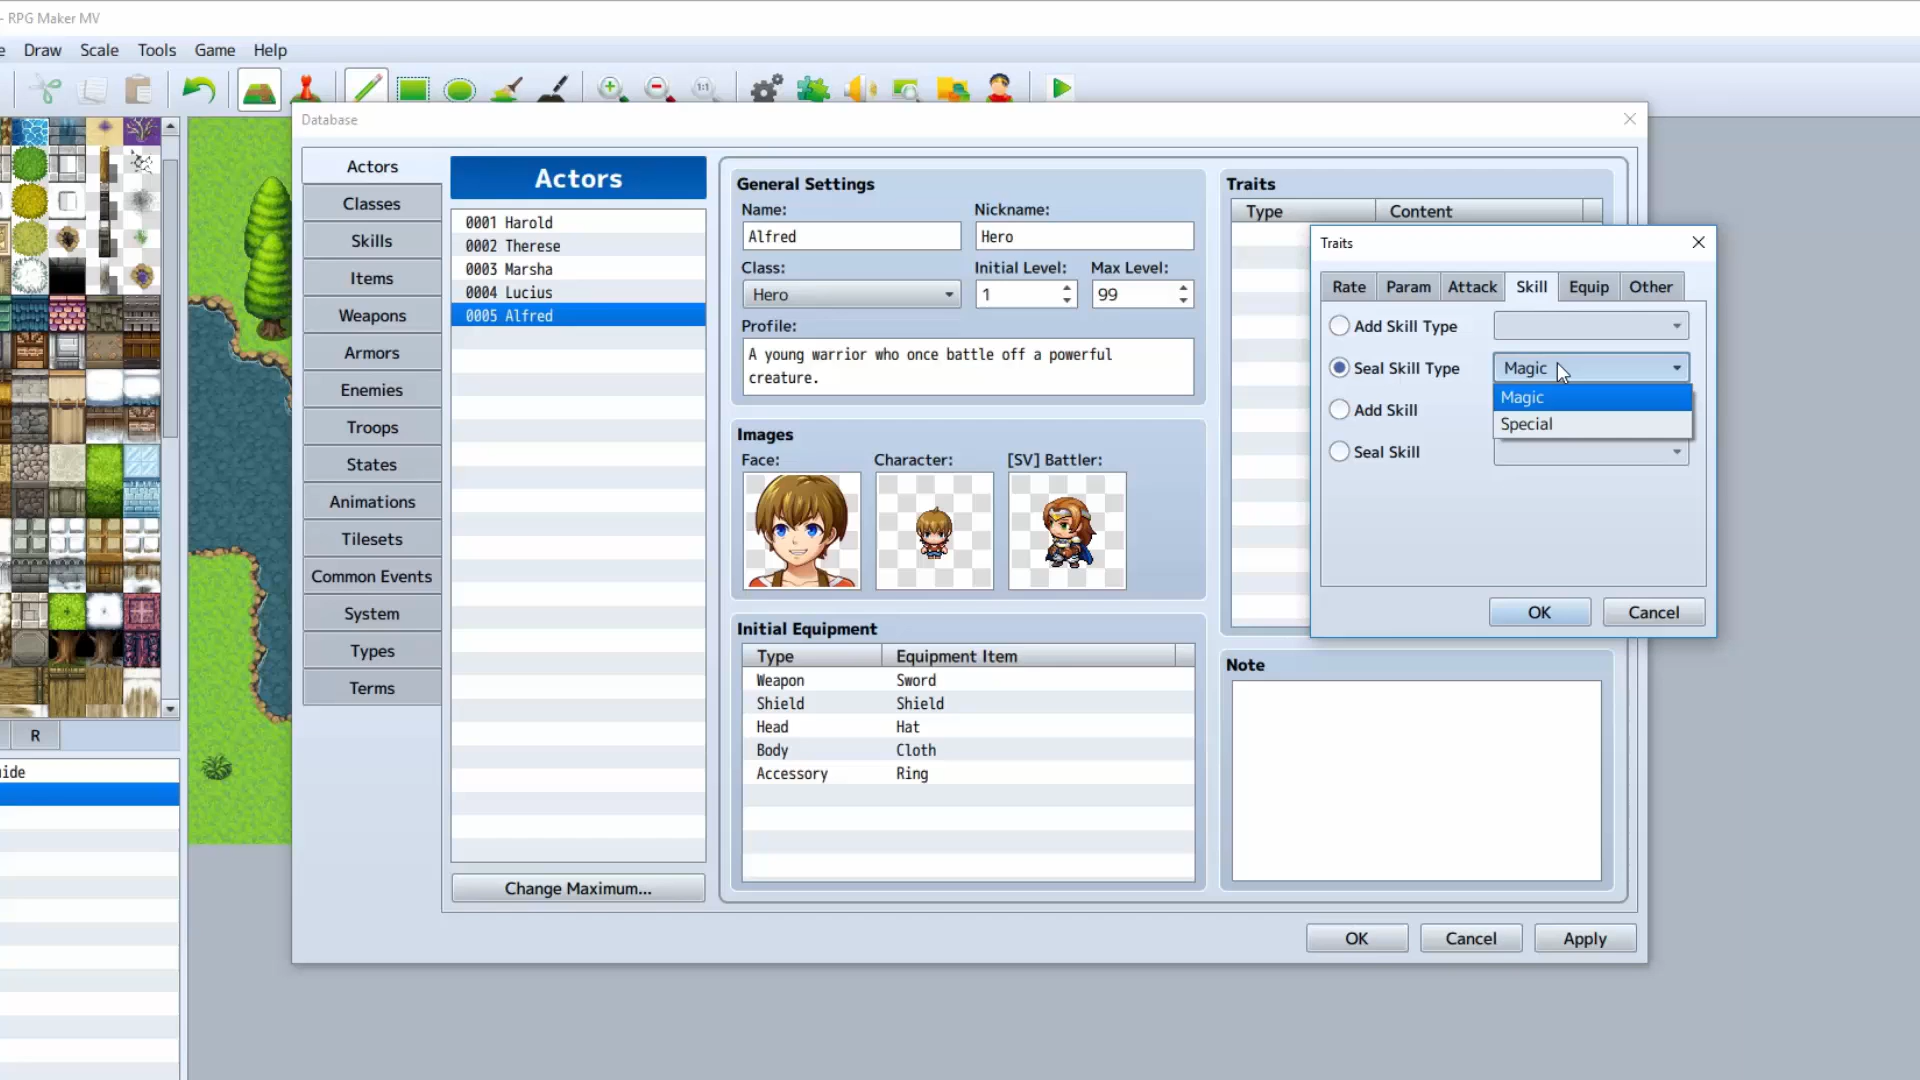 - RPG Maker MV
e Draw Scale Tools Game Help
1:1
Database
Actors
Classes
Skills
Items
Weapons
Armors
Enemies
Troops
States
Animations
Tilesets
Common Events
System
Types
Terms
Actors
0001 Harold
0002 Therese
0003 Marsha
0004 Lucius
0005 Alfred
Change Maximum...
General Settings
Name: Nickname:
Alfred Hero
Class: Initial Level: Max Level:
Hero 1 99
Profile:
A young warrior who once battle off a powerful
creature.
Images
Face: Character: [SV] Battler:
Initial Equipment
Type Equipment Item
Weapon Sword
Shield Shield
Head Hat
Body Cloth
Accessory Ring
Traits
Type Content
Traits
Rate Param Attack Skill Equip Other
Add Skill Type
Seal Skill Type Magic
Magic
Add Skill
Special
Seal Skill
OK Cancel
Note
OK Cancel Apply
R
ide